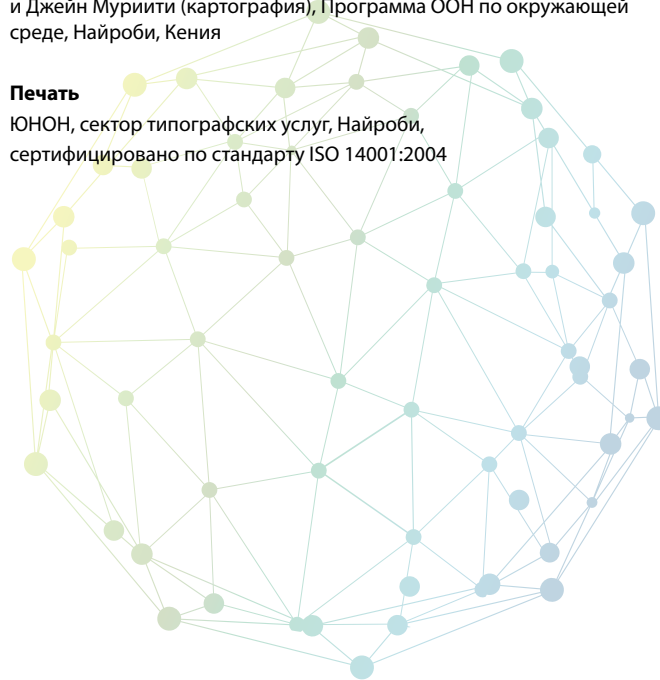 и Джейн Муриити (картография), Программа ООН по окружающей
среде, Найроби, Кения
Печать
ЮНОН, сектор типографских услуг, Найроби,
сертифицировано по стандарту ISO 14001:2004